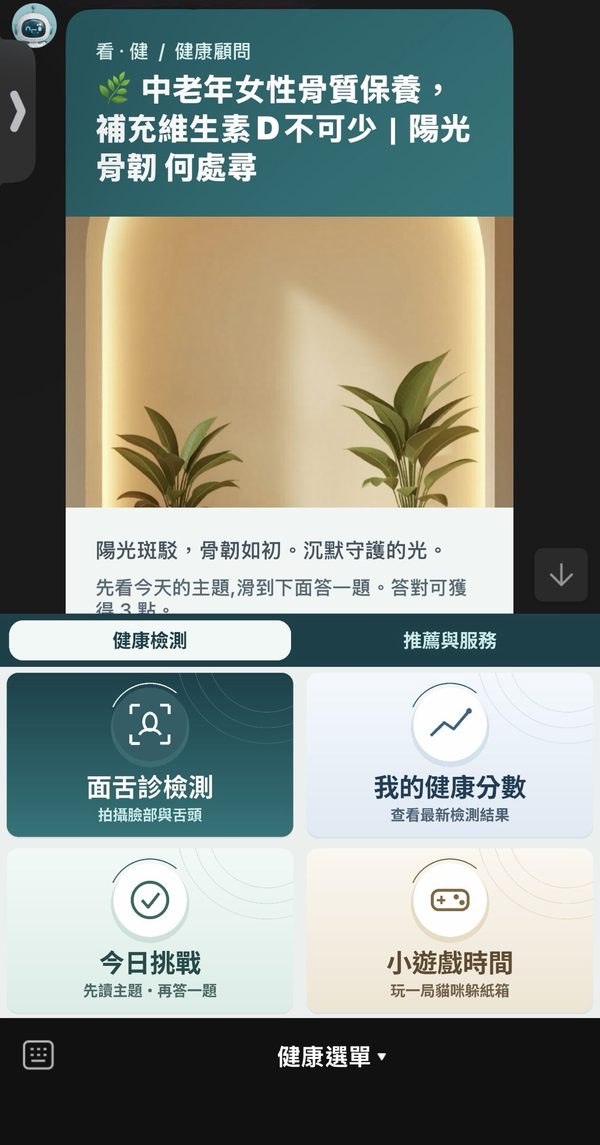 看·健 / 健康顧問
🌿 中老年女性骨質保養，
補充維生素D不可少 | 陽光
骨韌 何處尋
陽光斑駁，骨韌如初。沉默守護的光。
先看今天的主題,滑到下面答一題。答對可獲
得 3 點。
健康檢測
推薦與服務
面舌診檢測
拍攝臉部與舌頭
我的健康分數
查看最新檢測結果
今日挑戰
先讀主題・再答一題
小遊戲時間
玩一局貓咪躲紙箱
健康選單 ▾